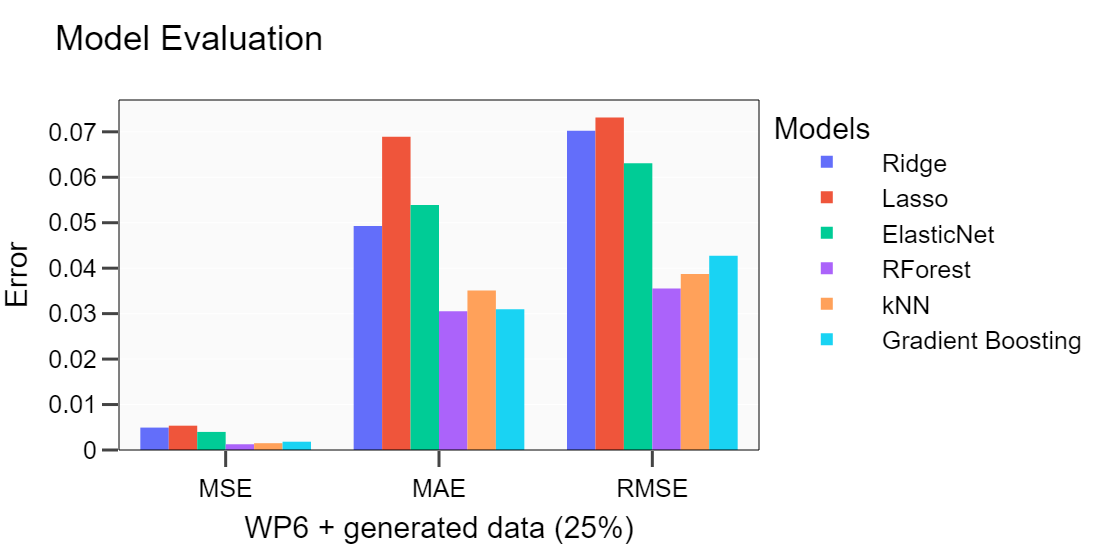 Model Evaluation
0.07
0.06
0.05
0.04
0.03
0.02
0.01
0
Error
MSE
MAE
RMSE
WP6 + generated data (25%)
Models
Ridge
Lasso
ElasticNet
RForest
kNN
Gradient Boosting